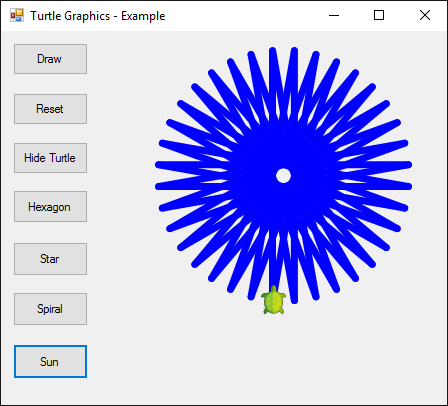 Turtle Graphics - Example
Draw
Reset
Hide Turtle
Hexagon
Star
Spiral
Sun